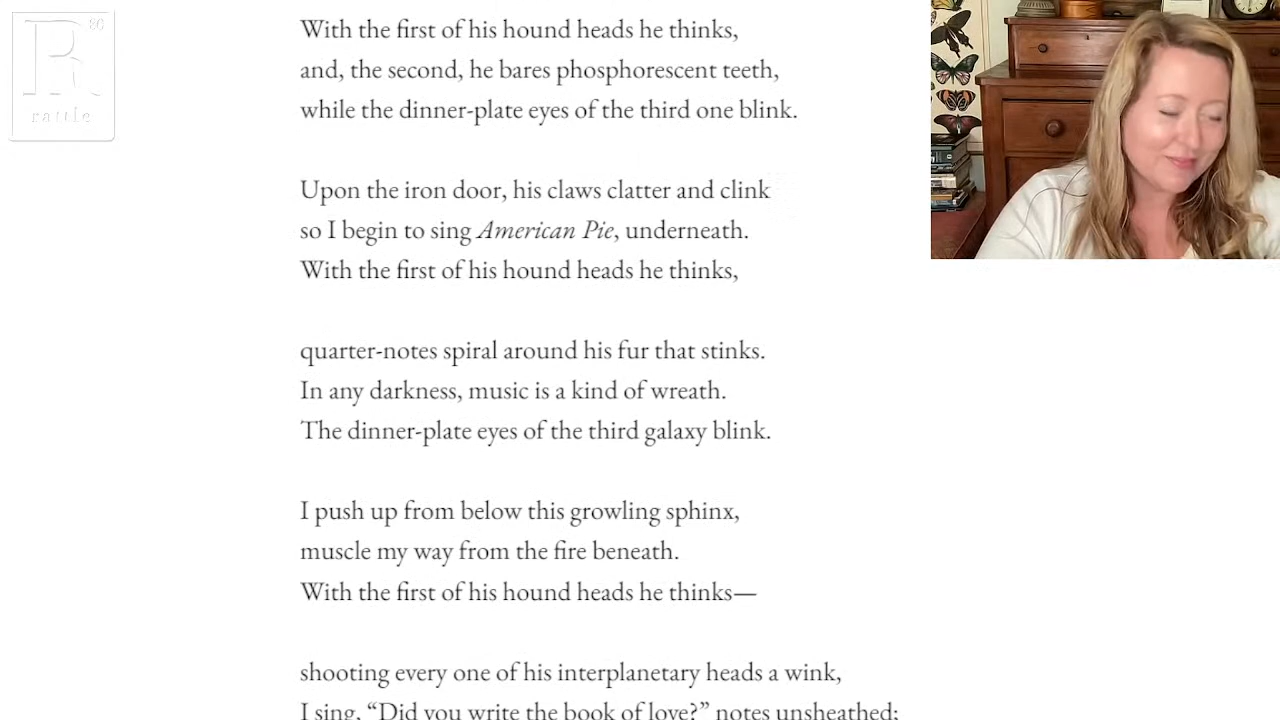 R
80
rattle
With the first of his hound heads he thinks,
and, the second, he bares phosphorescent teeth,
while the dinner-plate eyes of the third one blink.
Upon the iron door, his claws clatter and clink
so I begin to sing American Pie, underneath.
With the first of his hound heads he thinks,
quarter-notes spiral around his fur that stinks.
In any darkness, music is a kind of wreath.
The dinner-plate eyes of the third galaxy blink.
I push up from below this growling sphinx,
muscle my way from the fire beneath.
With the first of his hound heads he thinks—
shooting every one of his interplanetary heads a wink,
I sing, “Did you write the book of love?” notes unsheathed;